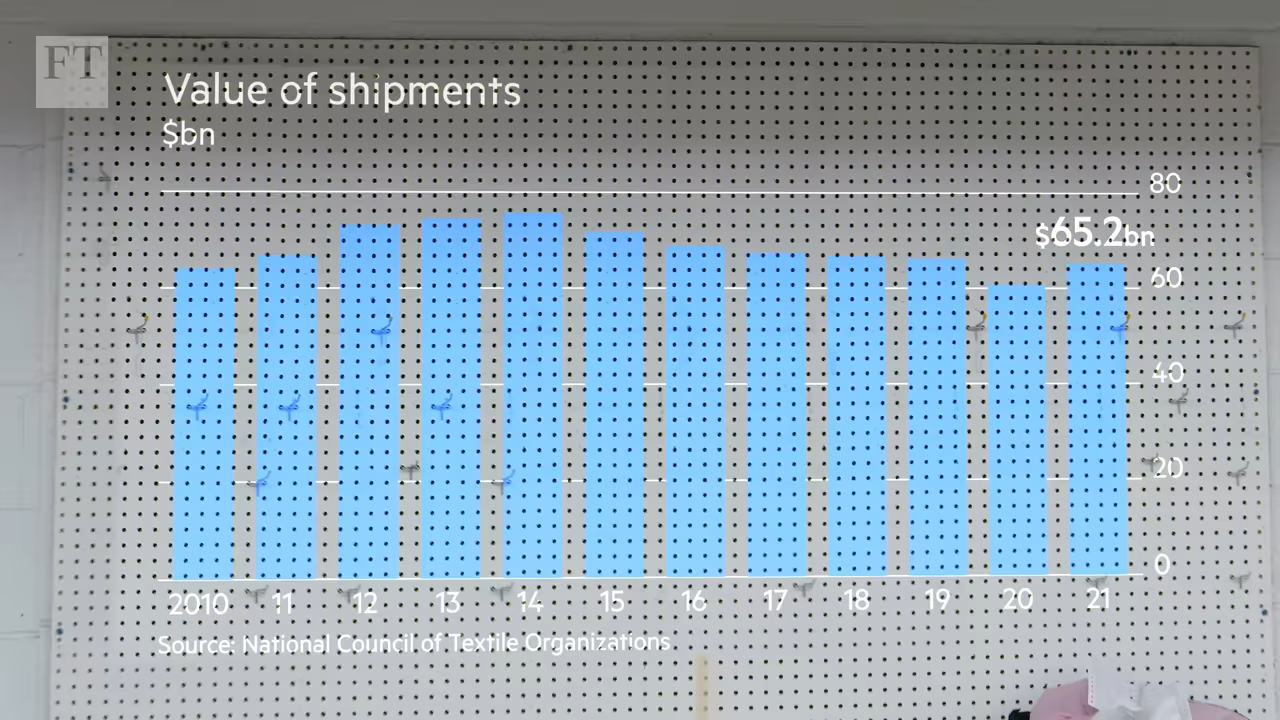 FT
Value of shipments
$bn
80
$65.2bn
60
40
20
0
2010 11 12 13 14 15 16 17 18 19 20 21
Source: National Council of Textile Organizations